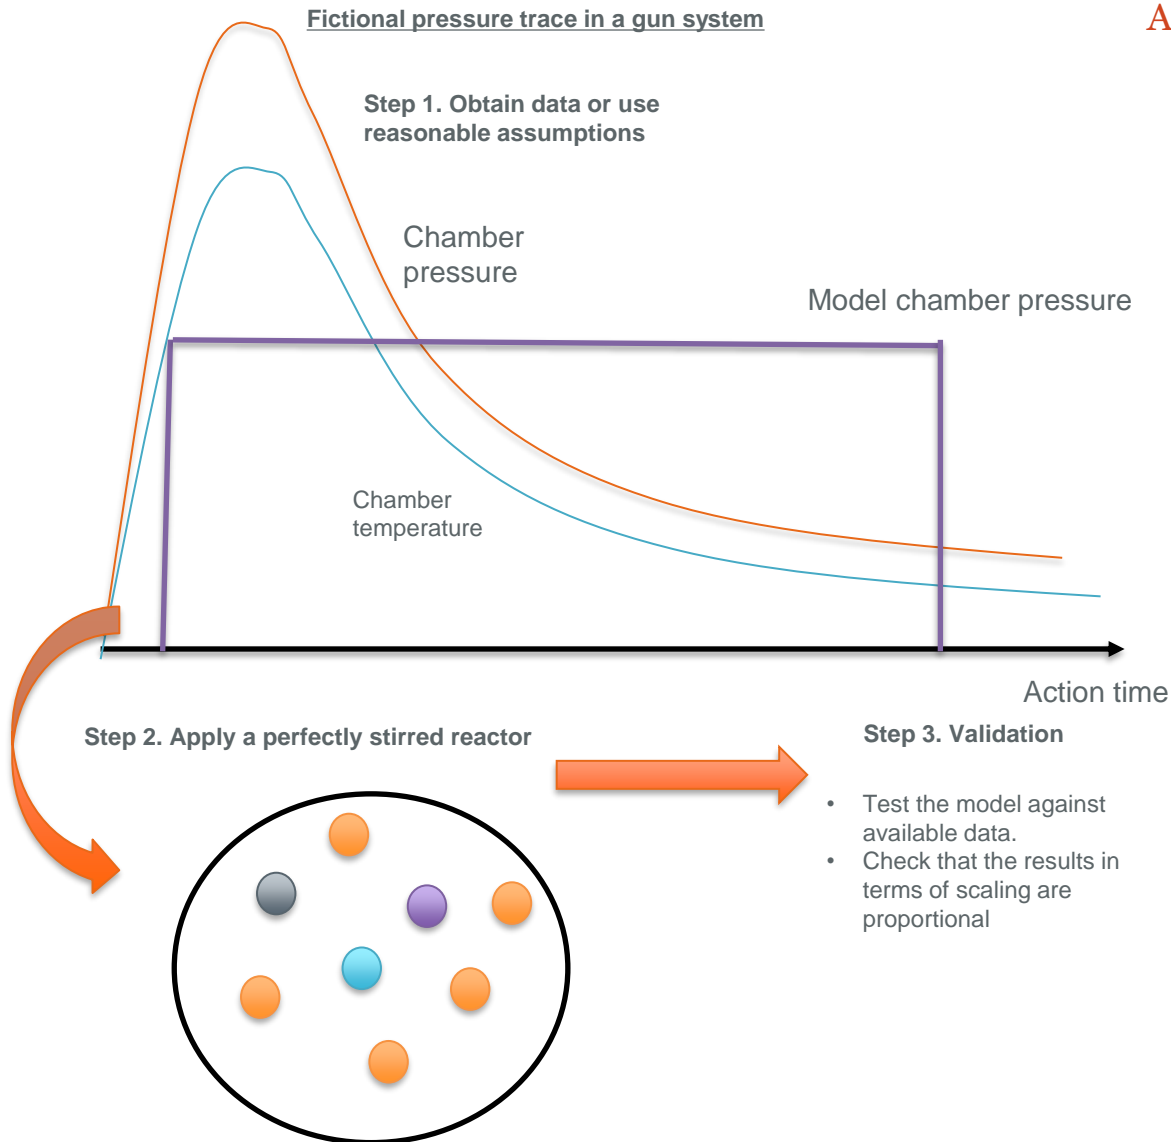 Fictional pressure trace in a gun system
A
Step 1. Obtain data or use
reasonable assumptions
Chamber
pressure
Model chamber pressure
Chamber
temperature
Action time
Step 2. Apply a perfectly stirred reactor
Step 3. Validation
• Test the model against
available data.
• Check that the results in
terms of scaling are
proportional